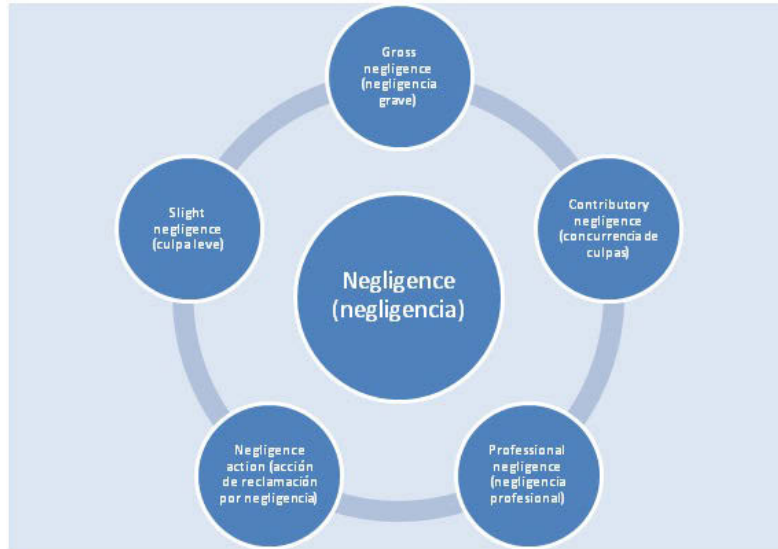 Gross
negligence
(negligencia
grave)
Contributory
negligence
(concurrencia de
culpas)
Professional
negligence
(negligencia
profesional)
Negligence
action (acción
de reclamación
por negligencia)
Slight
negligence
(culpa leve)
Negligence
(negligencia)